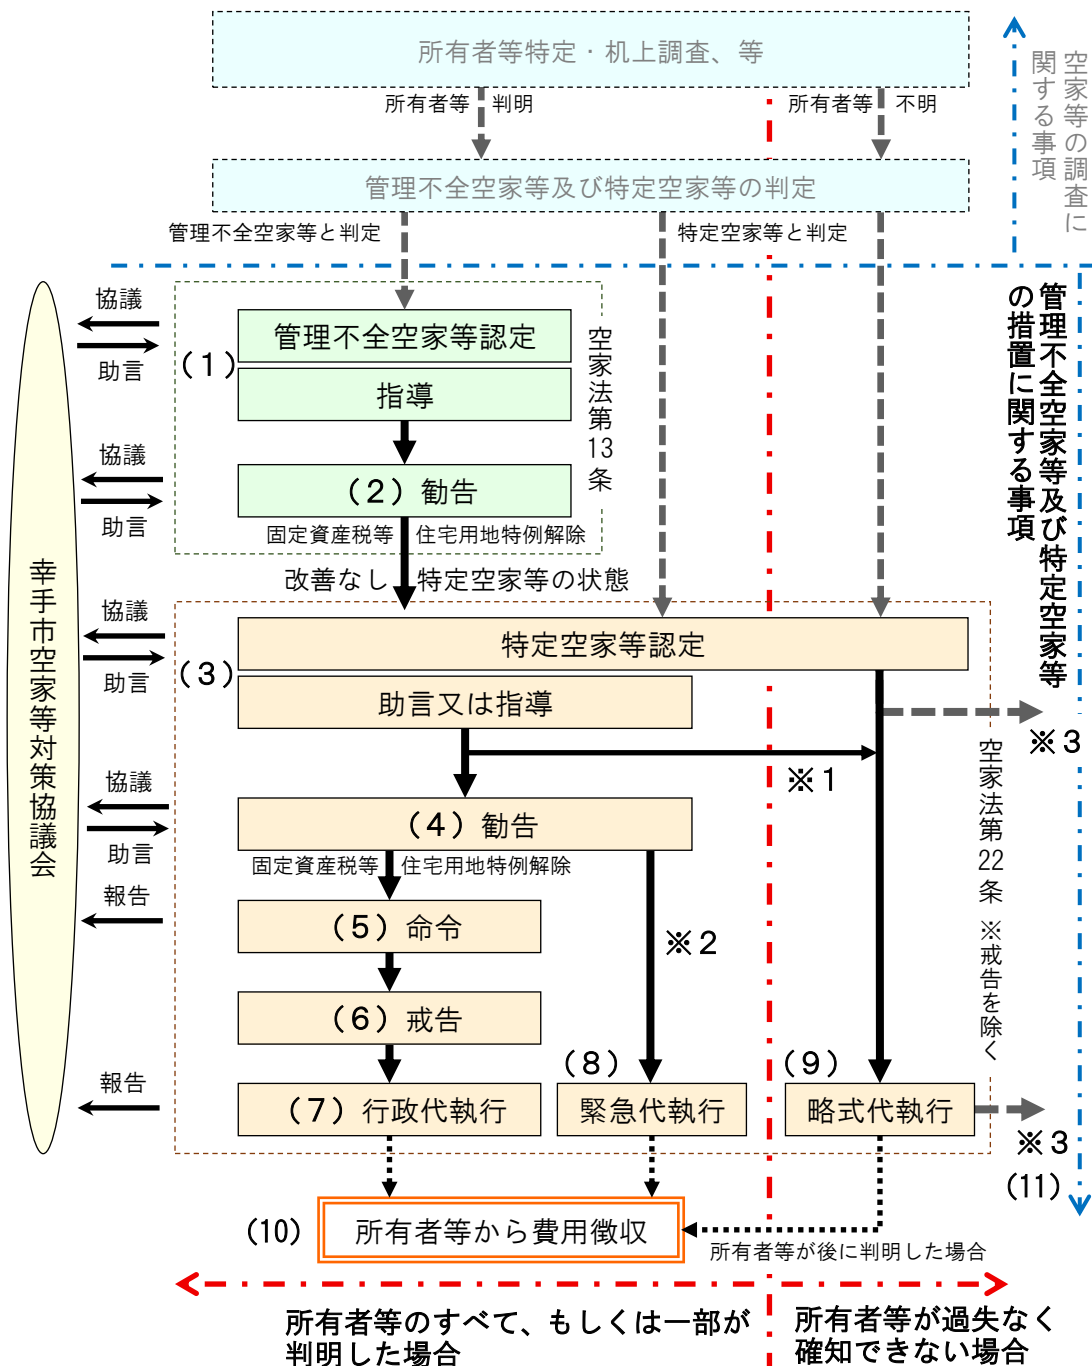 所有者等特定・机上調査、等
所有者等 判明
所有者等 不明
空家等の調査に
関する事項
管理不全空家等及び特定空家等の判定
管理不全空家等と判定
特定空家等と判定
管理不全空家等及び特定空家等
の措置に関する事項
幸手市空家等対策協議会
協議
助言
(1)
管理不全空家等認定
指導
空家法第13条
協議
助言
(2)勧告
固定資産税等 住宅用地特例解除
改善なし 特定空家等の状態
協議
助言
(3)
特定空家等認定
助言又は指導
※3
※1
空家法第22条 ※戒告を除く
協議
助言
(4)勧告
固定資産税等 住宅用地特例解除
報告
(5)命令
※2
(6)戒告
報告
(7)行政代執行
(8)
緊急代執行
(9)
略式代執行
※3
(11)
(10)
所有者等から費用徴収
所有者等が後に判明した場合
所有者等のすべて、もしくは一部が
判明した場合
所有者等が過失なく
確知できない場合